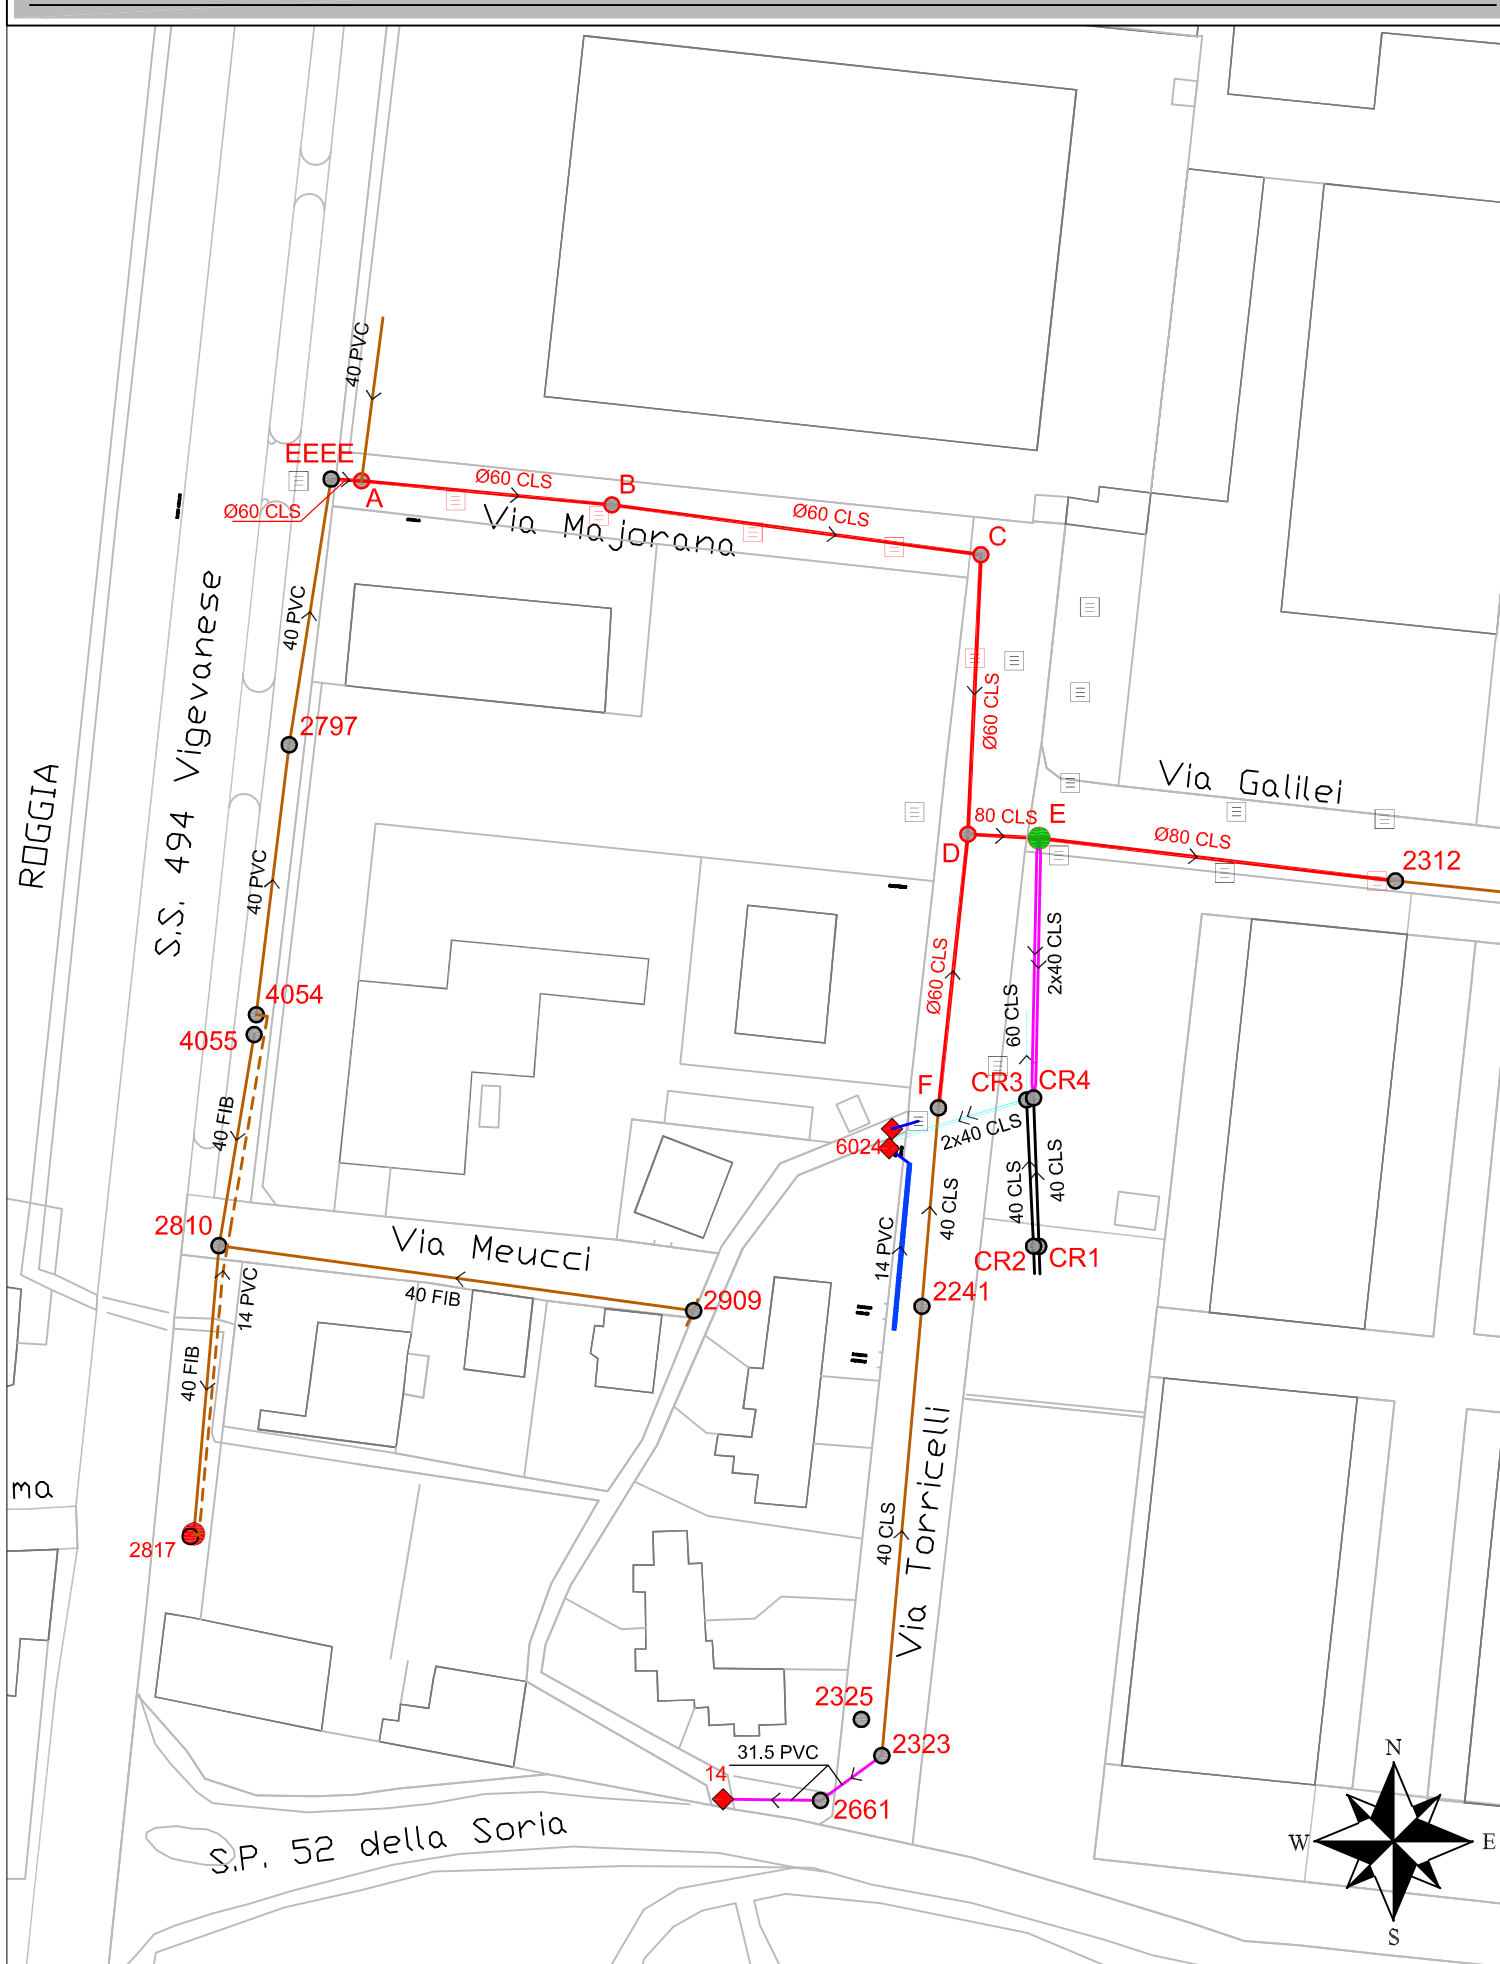 40 PVC
EEEE
Ø60 CLS
B
A
Ø60 CLS
Ø60 CLS
Via Majorana
C
40 PVC
S.S. 494 Vigevanese
Ø60 CLS
2797
ROGGIA
Via Galilei
80 CLS
E
Ø80 CLS
D
2312
40 PVC
2x40 CLS
Ø60 CLS
4054
60 CLS
4055
F
CR3
CR4
40 FIB
2x40 CLS
6024
40 CLS
40 CLS
40 CLS
2810
Via Meucci
14 PVC
CR2
CR1
14 PVC
40 FIB
2909
2241
40 FIB
ma
40 CLS
Via Torricelli
2817
2325
2323
31.5 PVC
14
2661
S.P. 52 della Soria
N
W
E
S